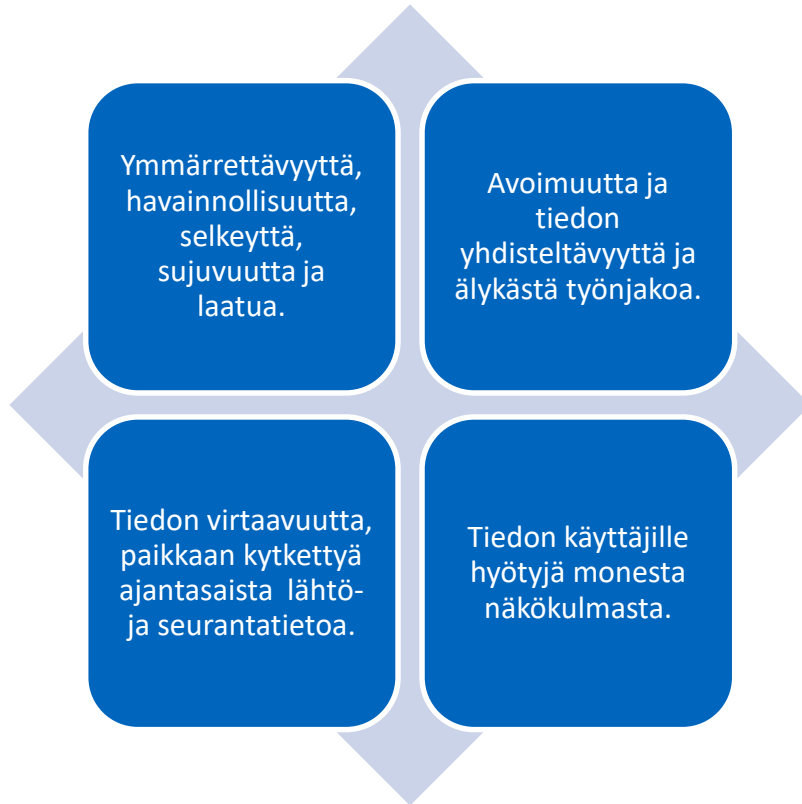 Ymmärrettävyyttä,
havainnollisuutta,
selkeyttä,
sujuvuutta ja
laatua.
Avoimuutta ja
tiedon
yhdisteltävyyttä ja
älykästä työnjakoa.
Tiedon virtaavuutta,
paikkaan kytkettyä
ajantasaista lähtö-
ja seurantatietoa.
Tiedon käyttäjille
hyötyjä monesta
näkökulmasta.